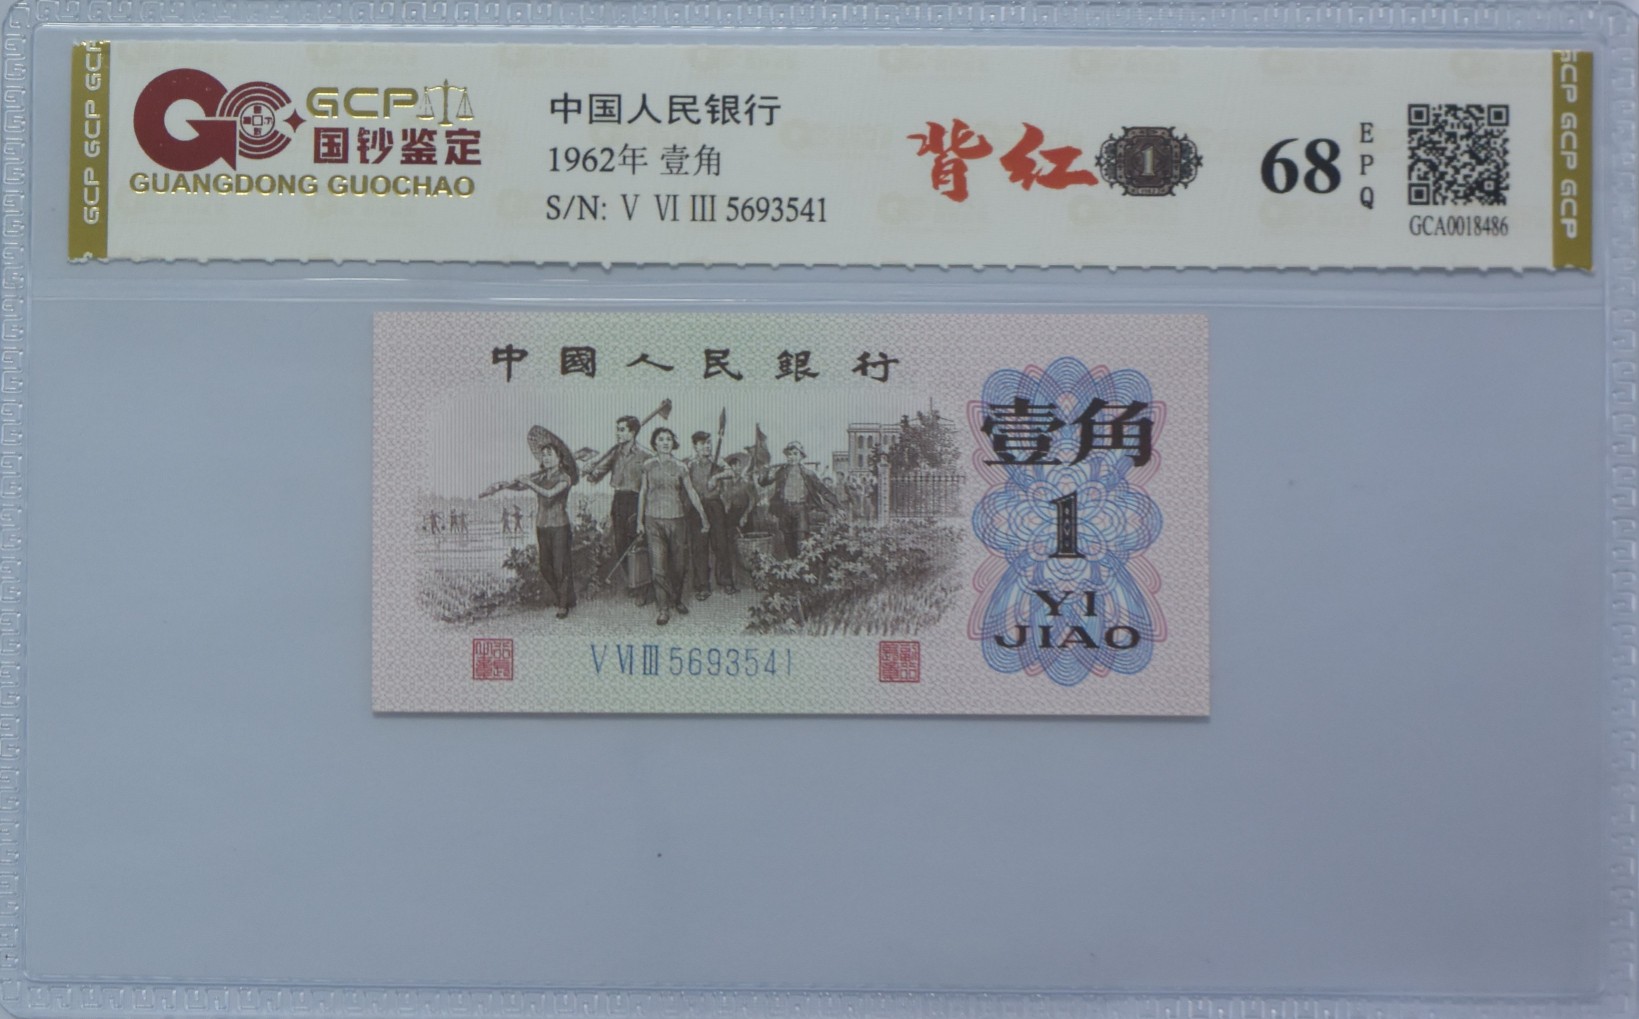 GCP GCP GCP
GCP
国钞鉴定
GUANGDONG GUOCHAO
中国人民银行
1962年 壹角
S/N: V VI III 5693541
背红
1
68
EPQ
GCA0018486
GCP GCP GCP
中國人民銀行
壹角
1
YI
JIAO
V VI III 5693541